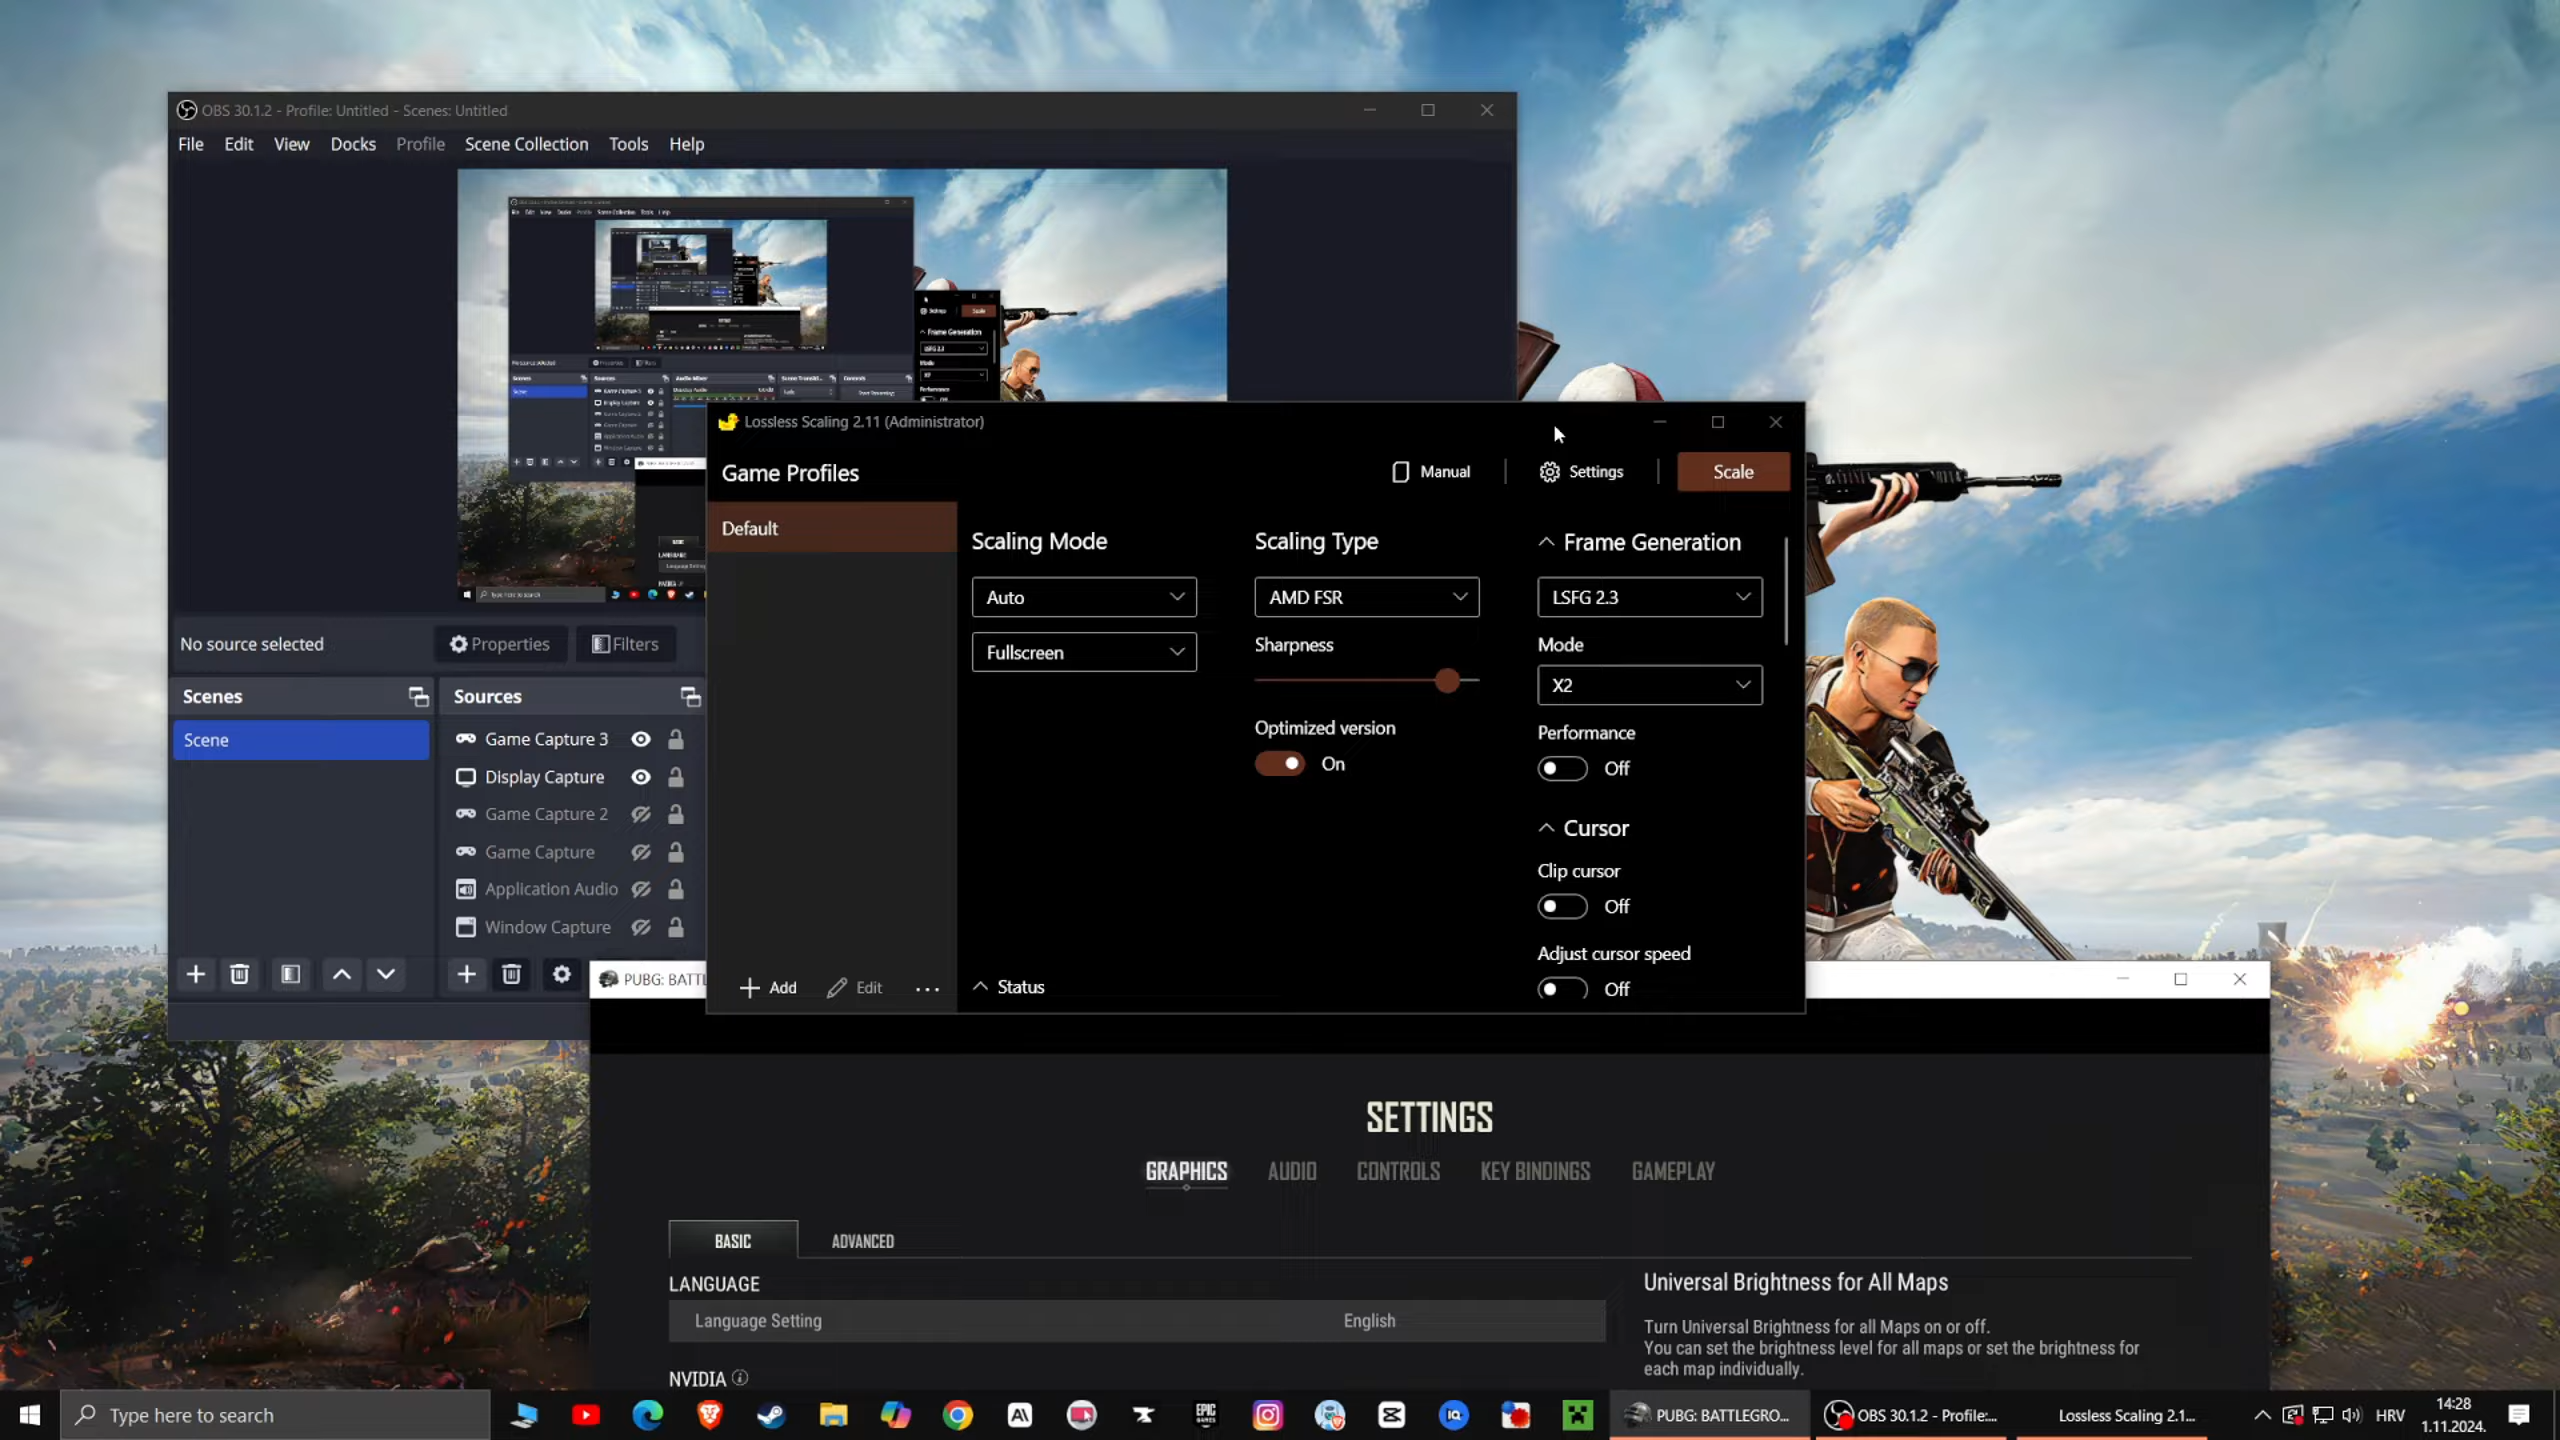 OBS 30.1.2 - Profile: Untitled - Scenes: Untitled
File Edit View Docks Profile Scene Collection Tools Help
Lossless Scaling 2.11 (Administrator)
Game Profiles
Manual Settings Scale
Default
Scaling Mode
Auto
Fullscreen
Scaling Type
AMD FSR
Sharpness
Optimized version
On
Frame Generation
LSFG 2.3
Mode
X2
Performance
Off
Cursor
Clip cursor
Off
Adjust cursor speed
Off
Add Edit ...
Status
No source selected
Properties Filters
Scenes
Scene
Sources
Game Capture 3
Display Capture
Game Capture 2
Game Capture
Application Audio
Window Capture
PUBG: BATTL
SETTINGS
GRAPHICS AUDIO CONTROLS KEY BINDINGS GAMEPLAY
BASIC ADVANCED
LANGUAGE
Language Setting English
NVIDIA
Universal Brightness for All Maps
Turn Universal Brightness for all Maps on or off.
You can set the brightness level for all maps or set the brightness for
each map individually.
Type here to search
EPIC GAMES
PUBG: BATTLEGRO...
OBS 30.1.2 - Profile:...
Lossless Scaling 2.1...
HRV
14:28
1.11.2024.